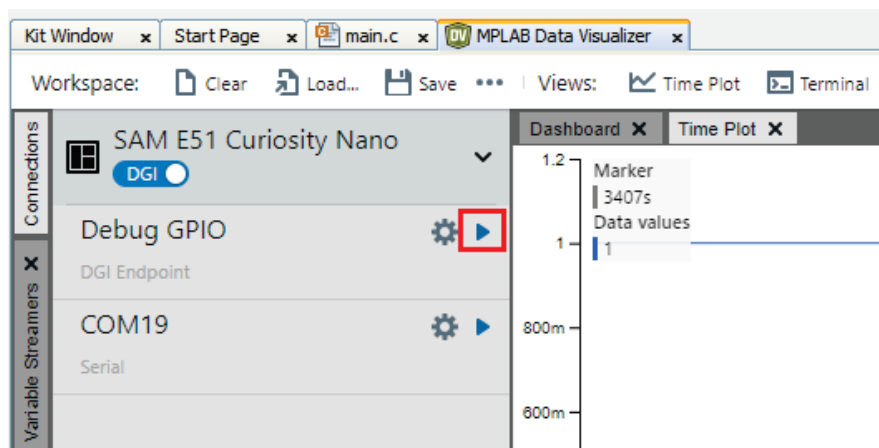 Kit Window x Start Page x main.c x DV MPLAB Data Visualizer x
Workspace: Clear Load... Save ••• Views: Time Plot Terminal
Connections
Variable Streamers X
SAM E51 Curiosity Nano
DGI
Debug GPIO
DGI Endpoint
COM19
Serial
Dashboard X Time Plot X
1.2
Marker
3407s
Data values
1
1
800m
600m